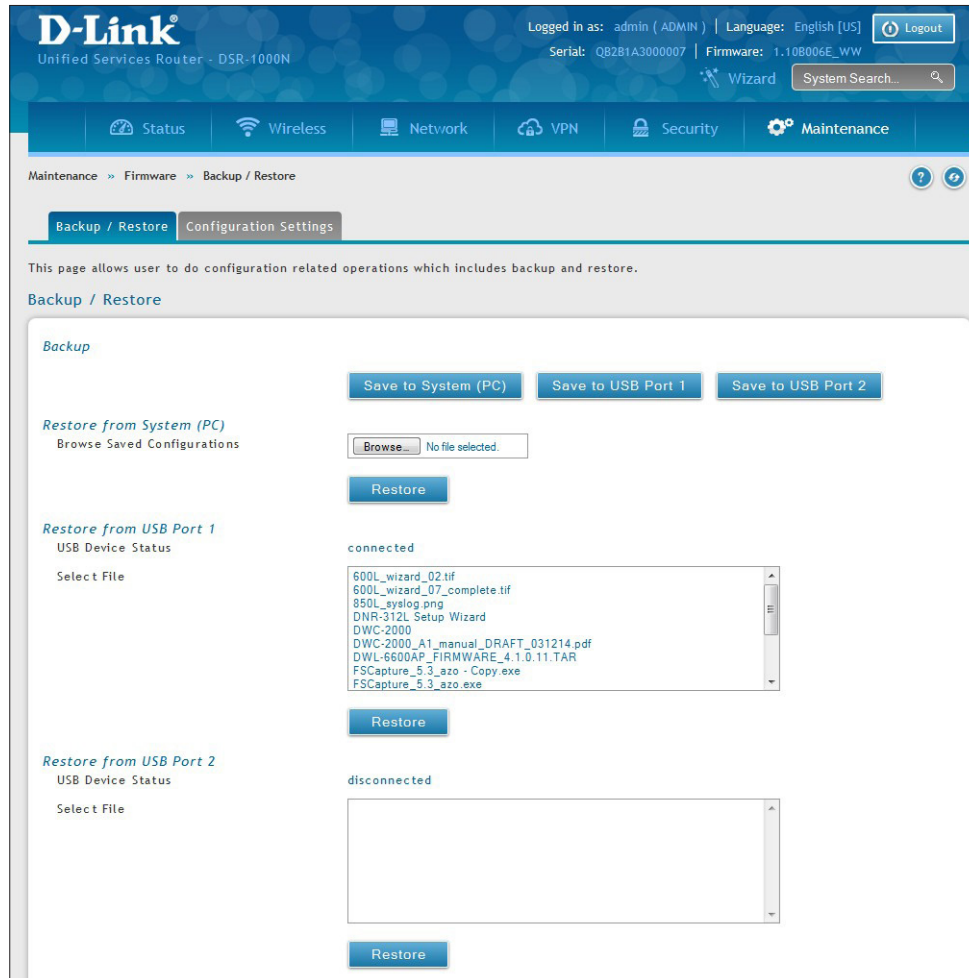 D-Link®
Unified Services Router - DSR-1000N
Logged in as: admin ( ADMIN ) | Language: English [US]
Logout
Serial: QB2B1A3000007 | Firmware: 1.10B006E_WW
Wizard
System Search...
Status
Wireless
Network
VPN
Security
Maintenance
Maintenance » Firmware » Backup / Restore
?
Backup / Restore
Configuration Settings
This page allows user to do configuration related operations which includes backup and restore.
Backup / Restore
Backup
Save to System (PC)
Save to USB Port 1
Save to USB Port 2
Restore from System (PC)
Browse Saved Configurations
Browse... No file selected.
Restore
Restore from USB Port 1
USB Device Status
connected
Select File
600L_wizard_02.tif
600L_wizard_07_complete.tif
850L_syslog.png
DNR-312L Setup Wizard
DWC-2000
DWC-2000_A1_manual_DRAFT_031214.pdf
DWL-6600AP_FIRMWARE_4.1.0.11.TAR
FSCapture_5.3_azo - Copy.exe
FSCapture_5.3_azo.exe
Restore
Restore from USB Port 2
USB Device Status
disconnected
Select File
Restore